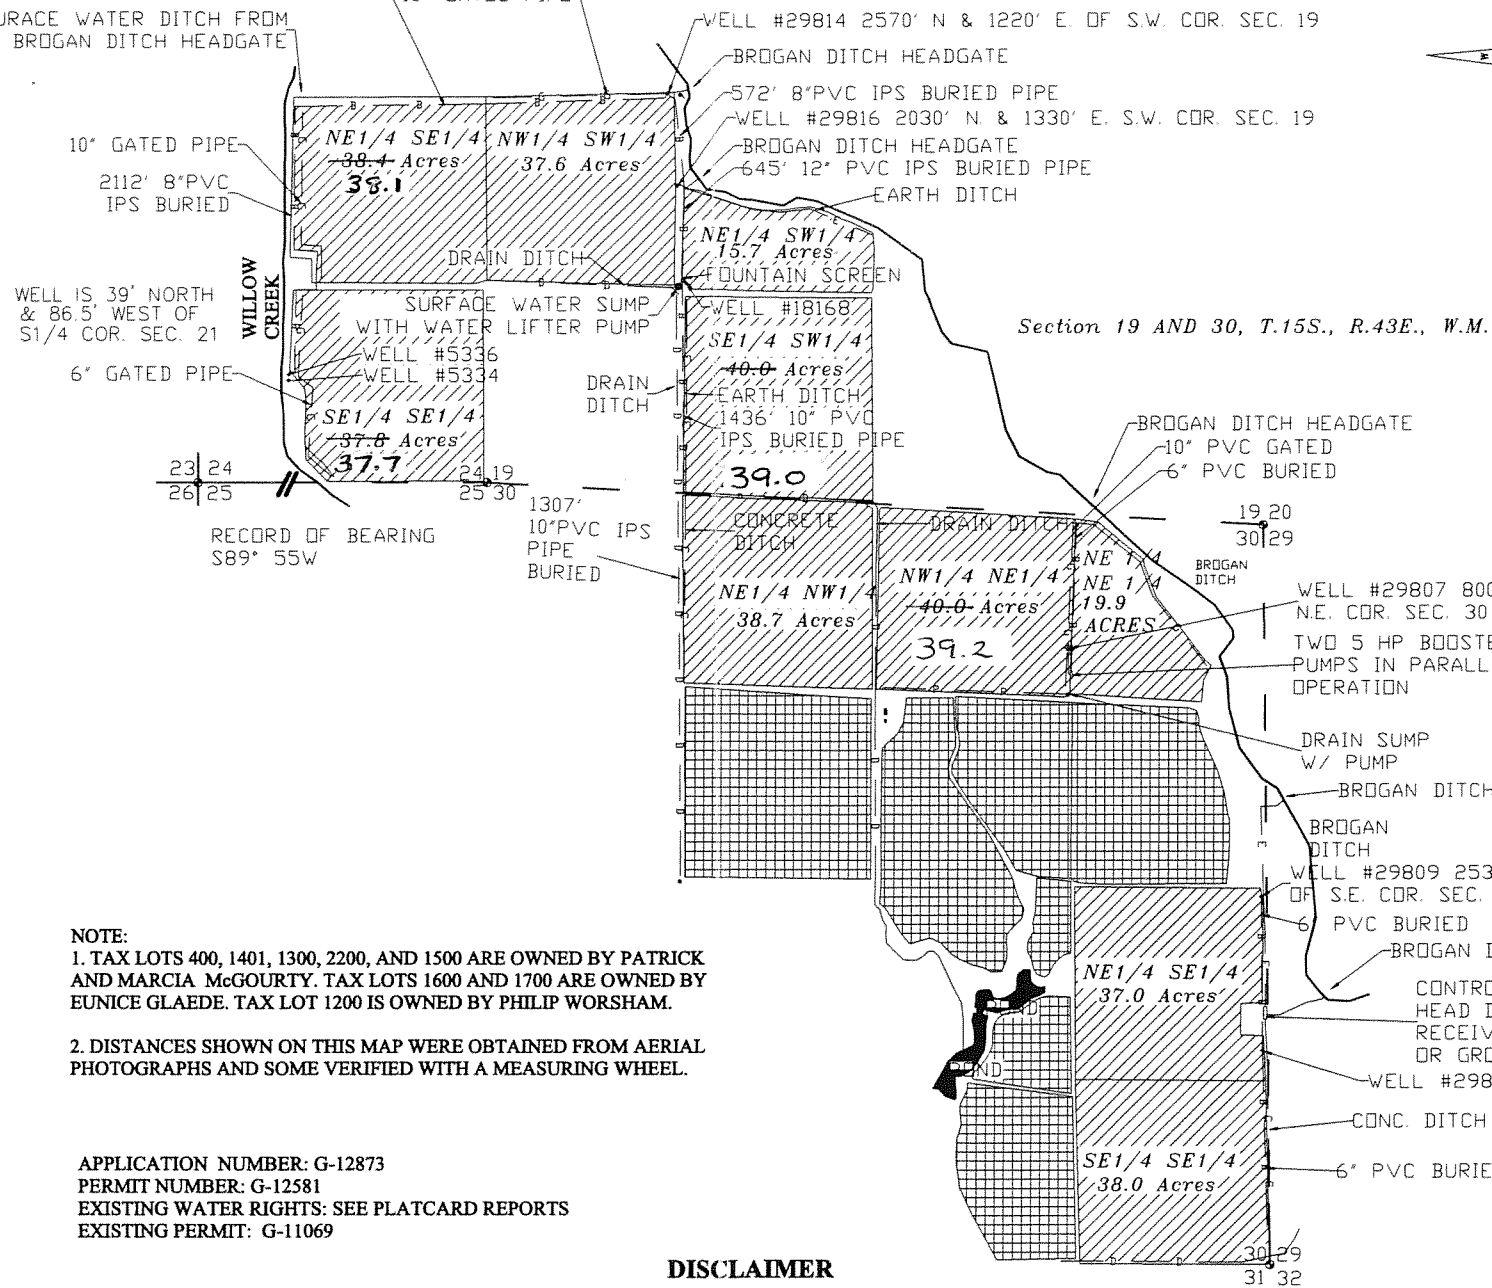 WELL #29814 2570' N & 1220' E. OF S.W. COR. SEC. 19
WATER DITCH FROM
BROGAN DITCH HEADGATE
BROGAN DITCH HEADGATE
572' 8"PVC IPS BURIED PIPE
WELL #29816 2030' N. & 1330' E. S.W. COR. SEC. 19
BROGAN DITCH HEADGATE
645' 12" PVC IPS BURIED PIPE
EARTH DITCH
10" GATED PIPE
2112' 8"PVC
IPS BURIED
NE1/4 SE1/4
38.4 Acres
38.1
NW1/4 SW1/4
37.6 Acres
NE1/4 SW1/4
15.7 Acres
DRAIN DITCH
FOUNTAIN SCREEN
WILLOW
CREEK
WELL IS 39' NORTH
& 86.5' WEST OF
S1/4 COR. SEC. 21
SURFACE WATER SUMP
WITH WATER LIFTER PUMP
WELL #18168
Section 19 AND 30, T.15S., R.43E., W.M.
SE1/4 SW1/4
40.0 Acres
WELL #5336
WELL #5334
6" GATED PIPE
DRAIN
DITCH
EARTH DITCH
1436' 10" PVC
IPS BURIED PIPE
39.0
SE1/4 SE1/4
37.8 Acres
37.7
BROGAN DITCH HEADGATE
10" PVC GATED
6" PVC BURIED
23 24
26 25
24 19
25 30
19 20
30 29
RECORD OF BEARING
S89° 55W
1307'
10"PVC IPS
PIPE
BURIED
CONCRETE
DITCH
DRAIN DITCH
NE1/4 NW1/4
38.7 Acres
NW1/4 NE1/4
40.0 Acres
39.2
NE 1/4
NE 1/4
19.9
ACRES
BROGAN
DITCH
WELL #29807 800
N.E. COR. SEC. 30
TWO 5 HP BOOSTE
PUMPS IN PARALL
OPERATION
DRAIN SUMP
W/ PUMP
BROGAN DITCH
BROGAN
DITCH
WELL #29809 253
OF S.E. COR. SEC.
6" PVC BURIED
BROGAN D
NE1/4 SE1/4
37.0 Acres
CONTRO
HEAD D
RECEIV
OR GRO
POND
WELL #298
CONC. DITCH
SE1/4 SE1/4
38.0 Acres
6" PVC BURIE
30 29
31 32
NOTE:
1. TAX LOTS 400, 1401, 1300, 2200, AND 1500 ARE OWNED BY PATRICK
AND MARCIA McGOURTY. TAX LOTS 1600 AND 1700 ARE OWNED BY
EUNICE GLAEDE. TAX LOT 1200 IS OWNED BY PHILIP WORSHAM.
2. DISTANCES SHOWN ON THIS MAP WERE OBTAINED FROM AERIAL
PHOTOGRAPHS AND SOME VERIFIED WITH A MEASURING WHEEL.
APPLICATION NUMBER: G-12873
PERMIT NUMBER: G-12581
EXISTING WATER RIGHTS: SEE PLATCARD REPORTS
EXISTING PERMIT: G-11069
DISCLAIMER